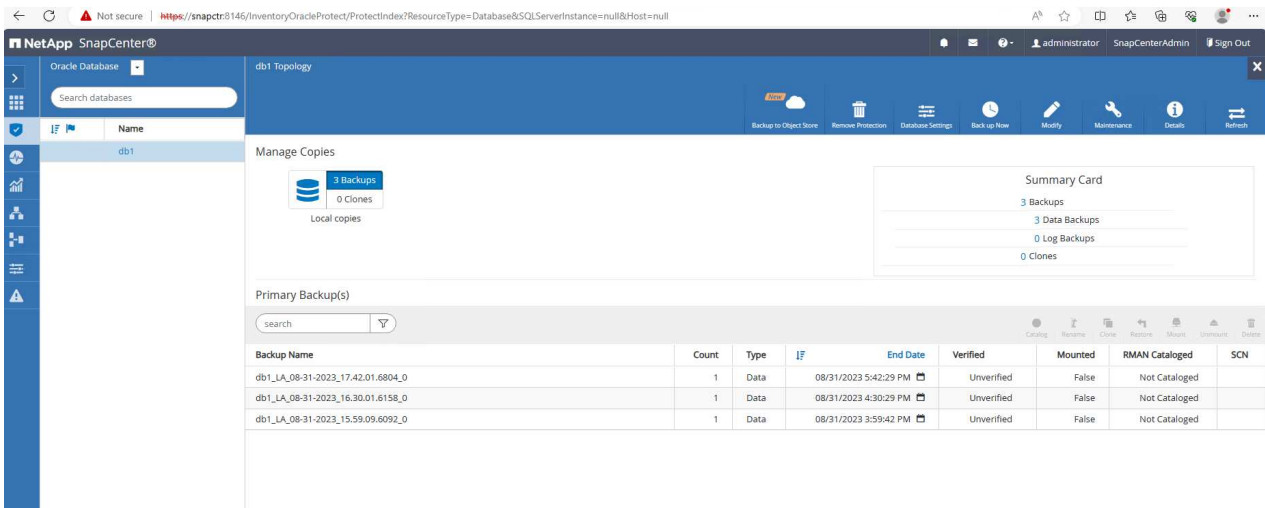 Not secure | https://snapctr:8146/InventoryOracleProtect/ProtectIndex?ResourceType=Database&SQLServerInstance=null&Host=null
NetApp SnapCenter® administrator SnapCenterAdmin Sign Out
Oracle Database
db1 Topology
Search databases
Name
db1
New
Backup to Object Store Remove Protection Database Settings Back up Now Modify Maintenance Details Refresh
Manage Copies
3 Backups
0 Clones
Local copies
Summary Card
3 Backups
3 Data Backups
0 Log Backups
0 Clones
Primary Backup(s)
search
Catalog Rename Clone Restore Mount Unmount Delete
Backup Name Count Type End Date Verified Mounted RMAN Cataloged SCN
db1_LA_08-31-2023_17.42.01.6804_0 1 Data 08/31/2023 5:42:29 PM Unverified False Not Cataloged
db1_LA_08-31-2023_16.30.01.6158_0 1 Data 08/31/2023 4:30:29 PM Unverified False Not Cataloged
db1_LA_08-31-2023_15.59.09.6092_0 1 Data 08/31/2023 3:59:42 PM Unverified False Not Cataloged